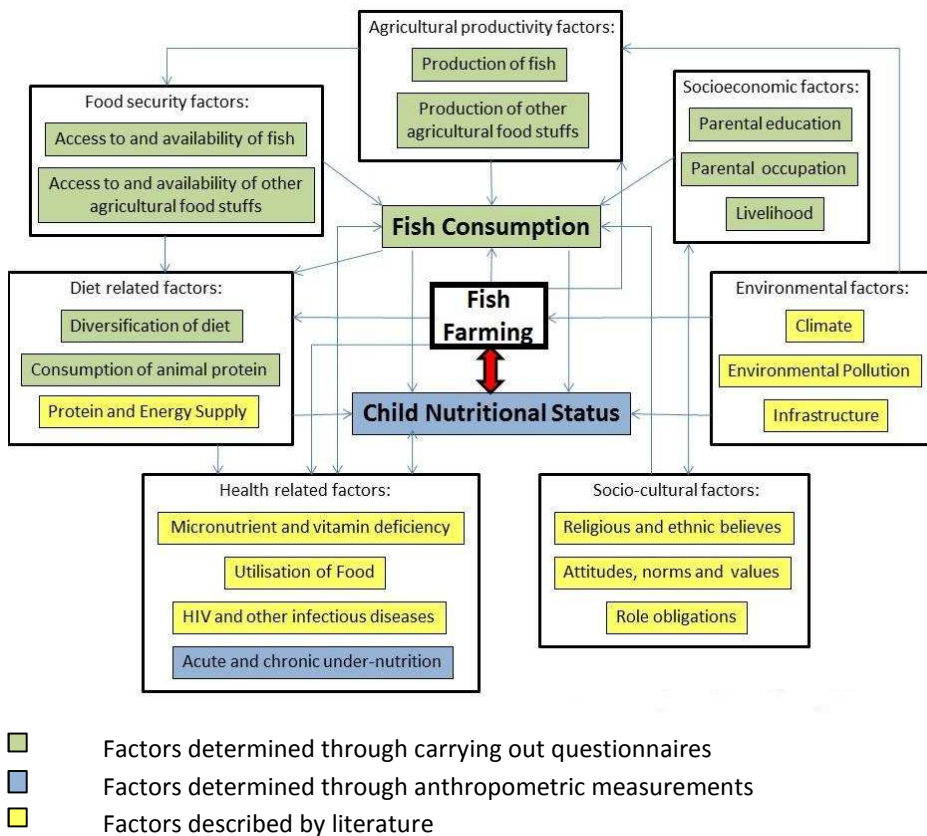 Agricultural productivity factors:
Production of fish
Production of other
agricultural food stuffs
Food security factors:
Access to and availability of fish
Access to and availability of other
agricultural food stuffs
Socioeconomic factors:
Parental education
Parental occupation
Livelihood
Fish Consumption
Diet related factors:
Diversification of diet
Consumption of animal protein
Protein and Energy Supply
Fish
Farming
Environmental factors:
Climate
Environmental Pollution
Infrastructure
Child Nutritional Status
Health related factors:
Micronutrient and vitamin deficiency
Utilisation of Food
HIV and other infectious diseases
Acute and chronic under-nutrition
Socio-cultural factors:
Religious and ethnic believes
Attitudes, norms and values
Role obligations
Factors determined through carrying out questionnaires
Factors determined through anthropometric measurements
Factors described by literature